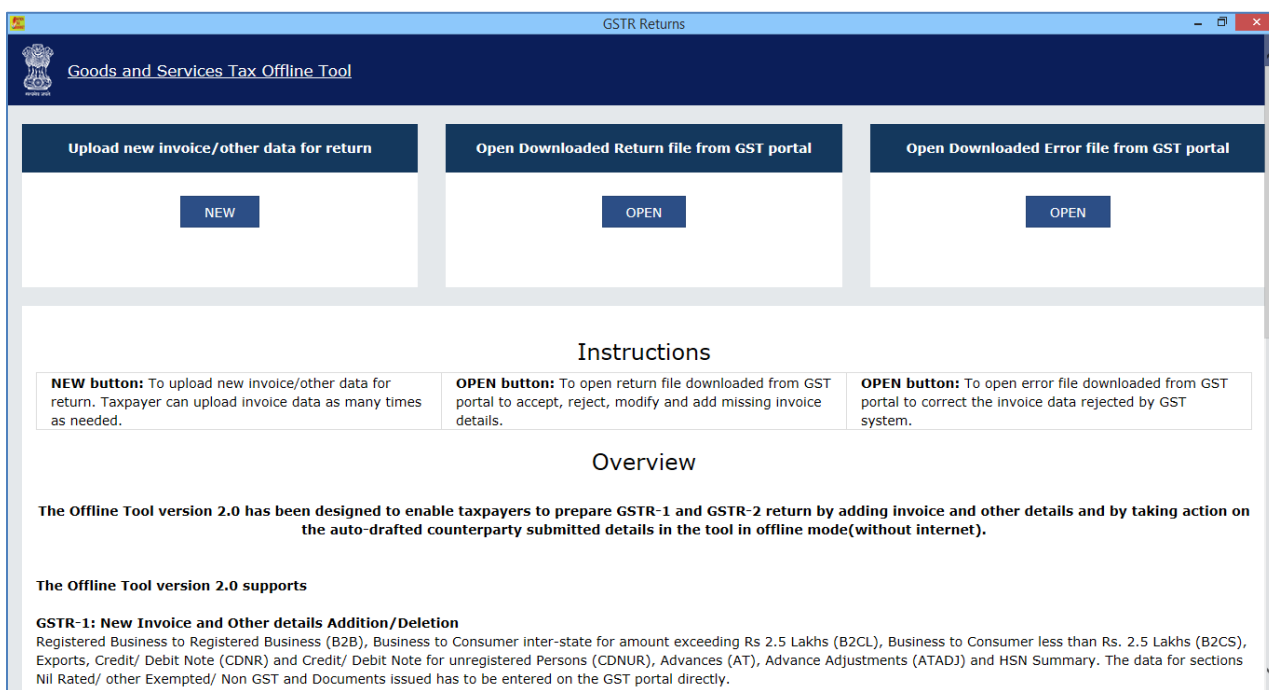 GSTR Returns
Goods and Services Tax Offline Tool
Upload new invoice/other data for return
Open Downloaded Return file from GST portal
Open Downloaded Error file from GST portal
NEW
OPEN
OPEN
Instructions
NEW button: To upload new invoice/other data for
return. Taxpayer can upload invoice data as many times
as needed.
OPEN button: To open return file downloaded from GST
portal to accept, reject, modify and add missing invoice
details.
OPEN button: To open error file downloaded from GST
portal to correct the invoice data rejected by GST
system.
Overview
The Offline Tool version 2.0 has been designed to enable taxpayers to prepare GSTR-1 and GSTR-2 return by adding invoice and other details and by taking action on
the auto-drafted counterparty submitted details in the tool in offline mode(without internet).
The Offline Tool version 2.0 supports
GSTR-1: New Invoice and Other details Addition/Deletion
Registered Business to Registered Business (B2B), Business to Consumer inter-state for amount exceeding Rs 2.5 Lakhs (B2CL), Business to Consumer less than Rs. 2.5 Lakhs (B2CS),
Exports, Credit/ Debit Note (CDNR) and Credit/ Debit Note for unregistered Persons (CDNUR), Advances (AT), Advance Adjustments (ATADJ) and HSN Summary. The data for sections
Nil Rated/ other Exempted/ Non GST and Documents issued has to be entered on the GST portal directly.